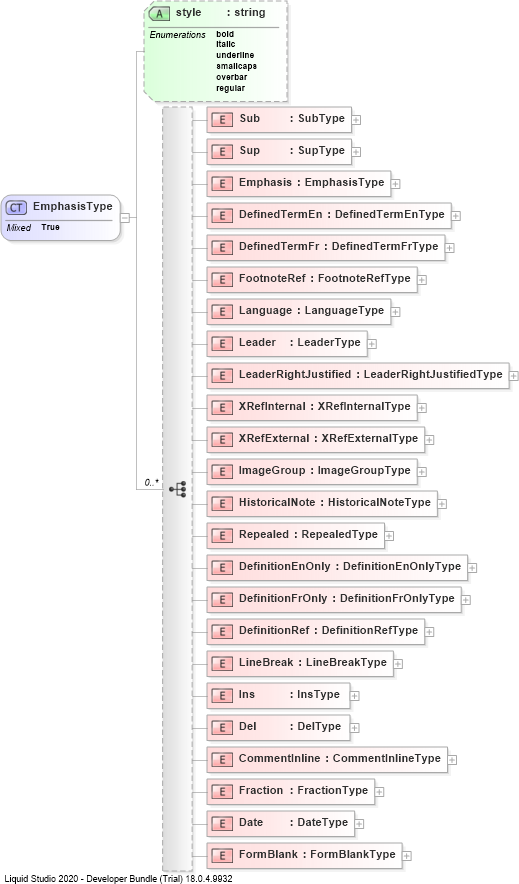 A style : string
Enumerations bold
italic
underline
smallcaps
overbar
regular
E Sub : SubType
E Sup : SupType
E Emphasis : EmphasisType
CT EmphasisType
Mixed True
E DefinedTermEn : DefinedTermEnType
E DefinedTermFr : DefinedTermFrType
E FootnoteRef : FootnoteRefType
E Language : LanguageType
E Leader : LeaderType
E LeaderRightJustified : LeaderRightJustifiedType
E XRefInternal : XRefInternalType
E XRefExternal : XRefExternalType
E ImageGroup : ImageGroupType
0..*
E HistoricalNote : HistoricalNoteType
E Repealed : RepealedType
E DefinitionEnOnly : DefinitionEnOnlyType
E DefinitionFrOnly : DefinitionFrOnlyType
E DefinitionRef : DefinitionRefType
E LineBreak : LineBreakType
E Ins : InsType
E Del : DelType
E CommentInline : CommentInlineType
E Fraction : FractionType
E Date : DateType
E FormBlank : FormBlankType
Liquid Studio 2020 - Developer Bundle (Trial) 18.0.4.9932